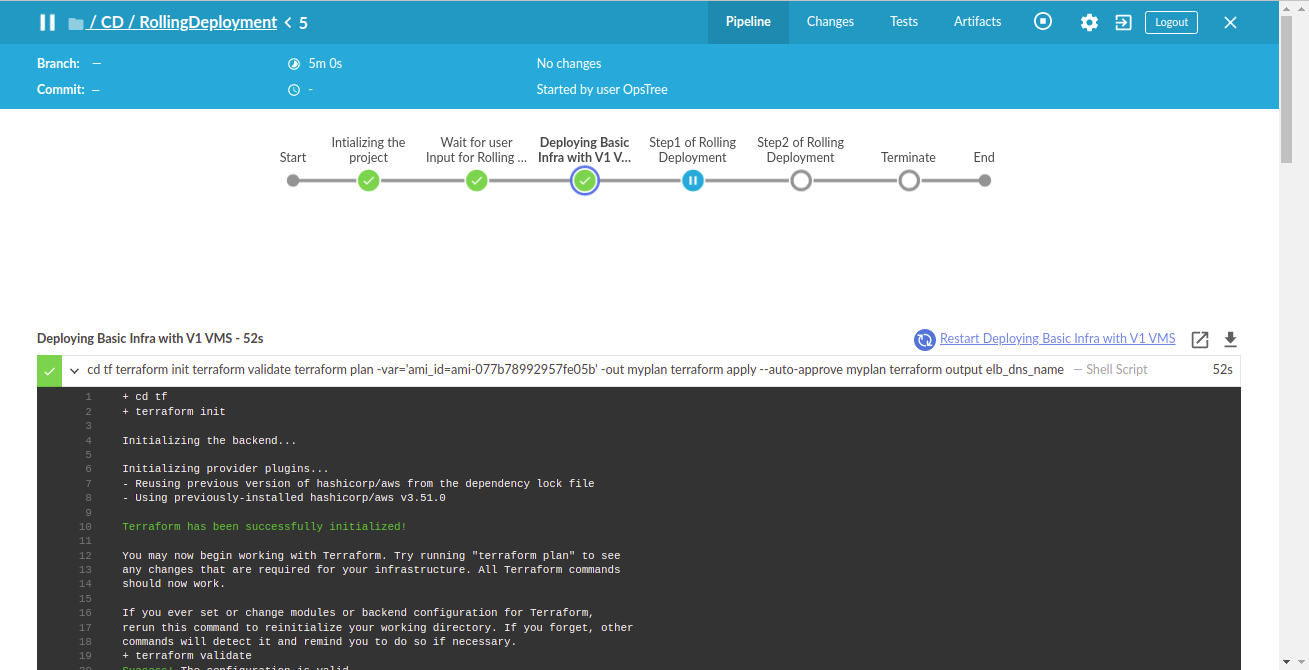 / CD / RollingDeployment < 5
Pipeline Changes Tests Artifacts Logout
Branch: — 5m 0s No changes
Commit: — - Started by user OpsTree
Start
Intializing the project
Wait for user Input for Rolling ...
Deploying Basic Infra with V1 V...
Step1 of Rolling Deployment
Step2 of Rolling Deployment
Terminate
End
Deploying Basic Infra with V1 VMS - 52s
Restart Deploying Basic Infra with V1 VMS
cd tf terraform init terraform validate terraform plan -var='ami_id=ami-077b78992957fe05b' -out myplan terraform apply --auto-approve myplan terraform output elb_dns_name — Shell Script 52s
1 + cd tf
2 + terraform init
3
4 Initializing the backend...
5
6 Initializing provider plugins...
7 - Reusing previous version of hashicorp/aws from the dependency lock file
8 - Using previously-installed hashicorp/aws v3.51.0
9
10 Terraform has been successfully initialized!
11
12 You may now begin working with Terraform. Try running "terraform plan" to see
13 any changes that are required for your infrastructure. All Terraform commands
14 should now work.
15
16 If you ever set or change modules or backend configuration for Terraform,
17 rerun this command to reinitialize your working directory. If you forget, other
18 commands will detect it and remind you to do so if necessary.
19 + terraform validate
20 Success! The configuration is valid